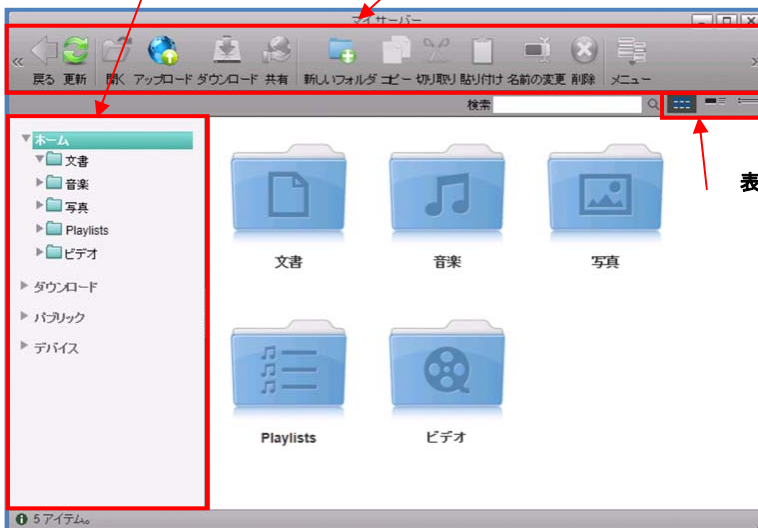 マイサーバー
戻る 更新 開く アップロード ダウンロード 共有 新しいフォルダ コピー 切り取り 貼り付け 名前の変更 削除 メニュー
検索
表
ホーム
文書
音楽
写真
Playlists
ビデオ
ダウンロード
パブリック
デバイス
文書 音楽 写真
Playlists ビデオ
5 アイテム。